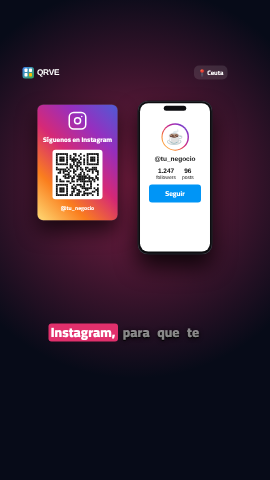 QRVE
📍 Ceuta
Síguenos en Instagram
@tu_negocio
@tu_negocio
1.247 96
followers posts
Seguir
Instagram, para que te